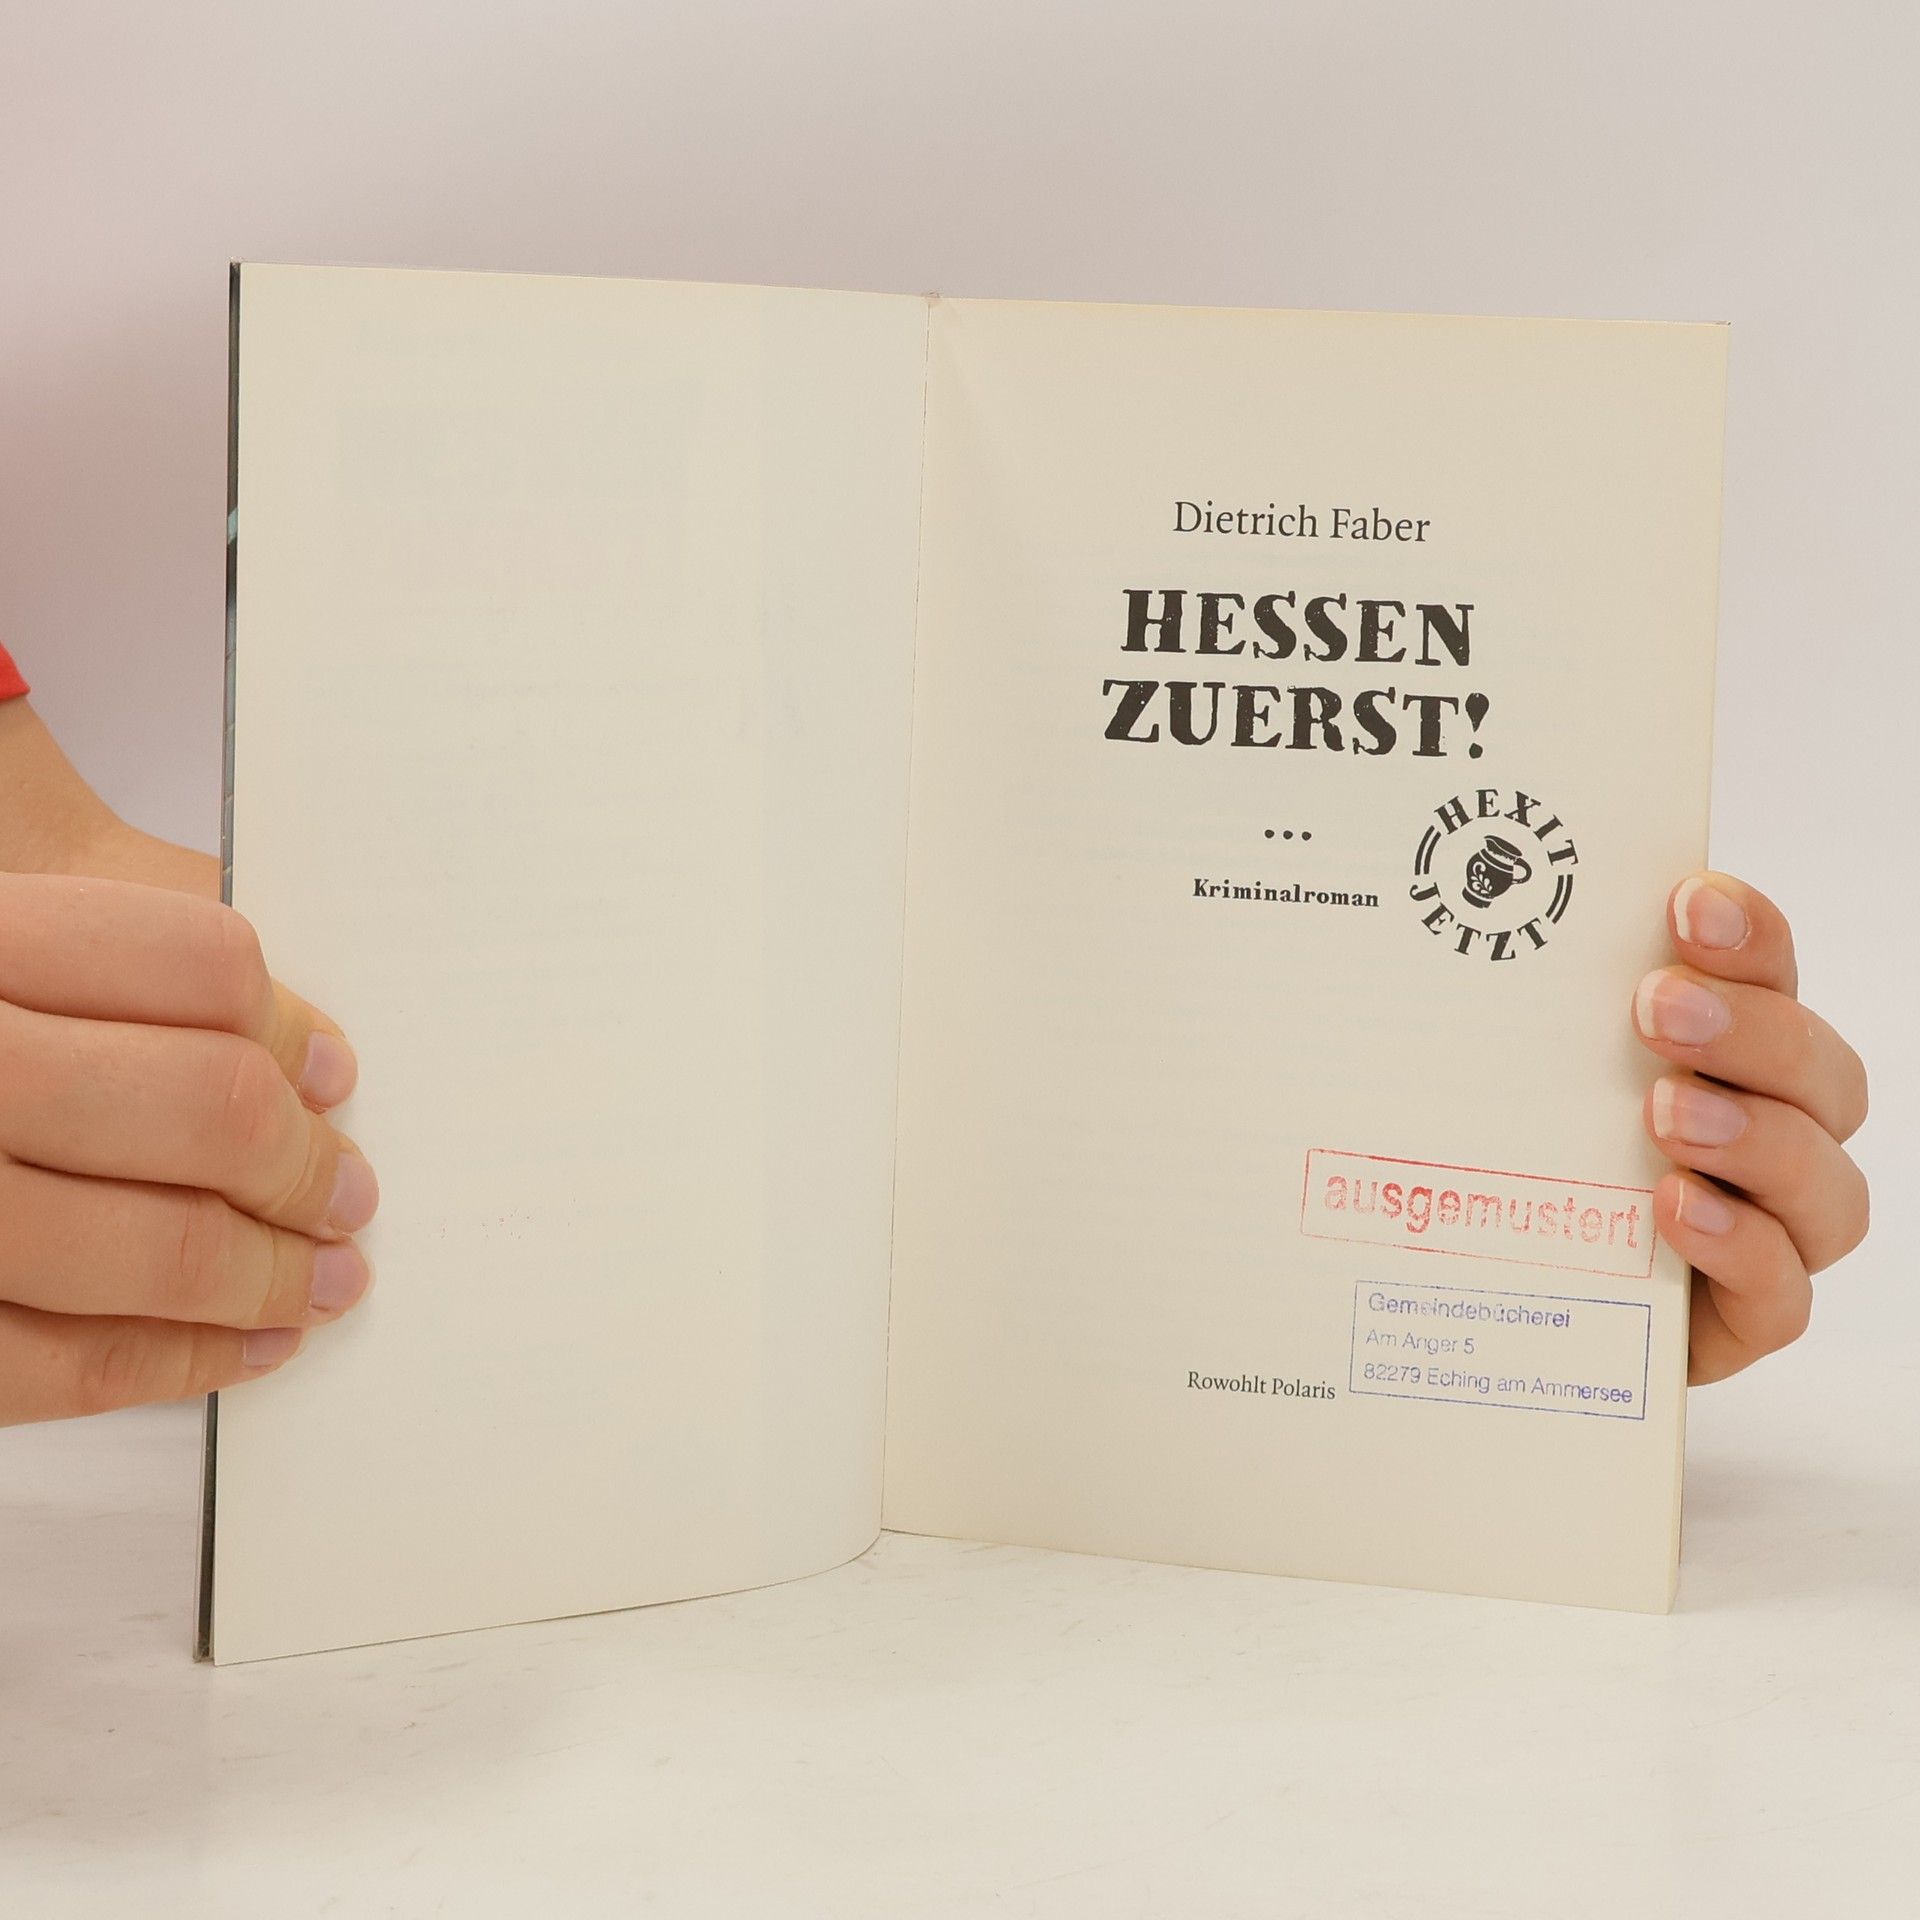 Dietrich Faber
HESSEN
ZUERST!
...
Kriminalroman
HEXIT
JETZT
ausgemustert
Gemeindebücherei
Am Anger 5
82279 Eching am Ammersee
Rowohlt Polaris